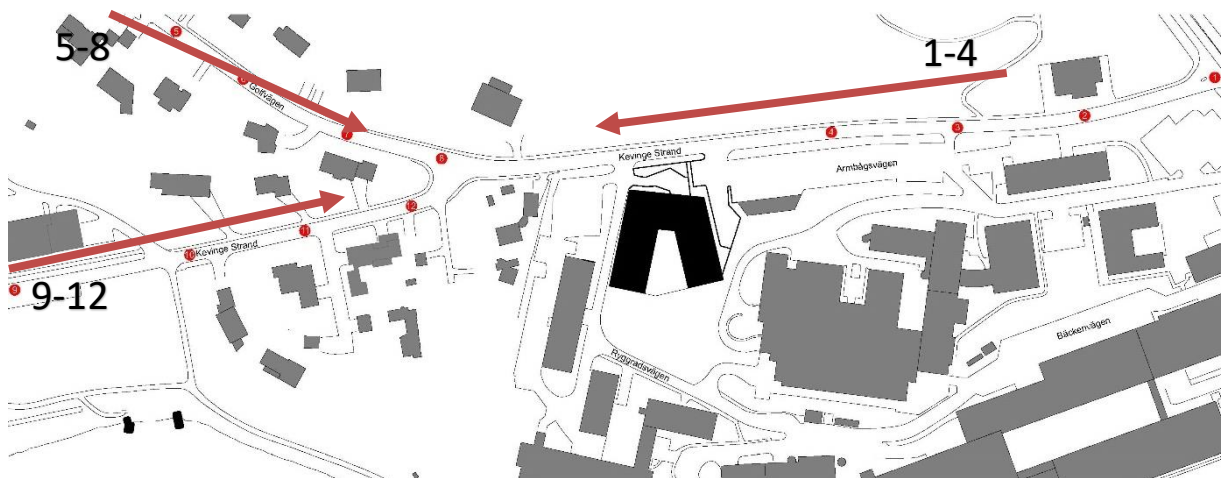 5-8
1-4
5
6
Golfvägen
7
8
1
2
3
4
Kevinge Strand
Armbågsvägen
12
11
10
Kevinge Strand
9
9-12
Ryggradsvägen
Bäckenvägen